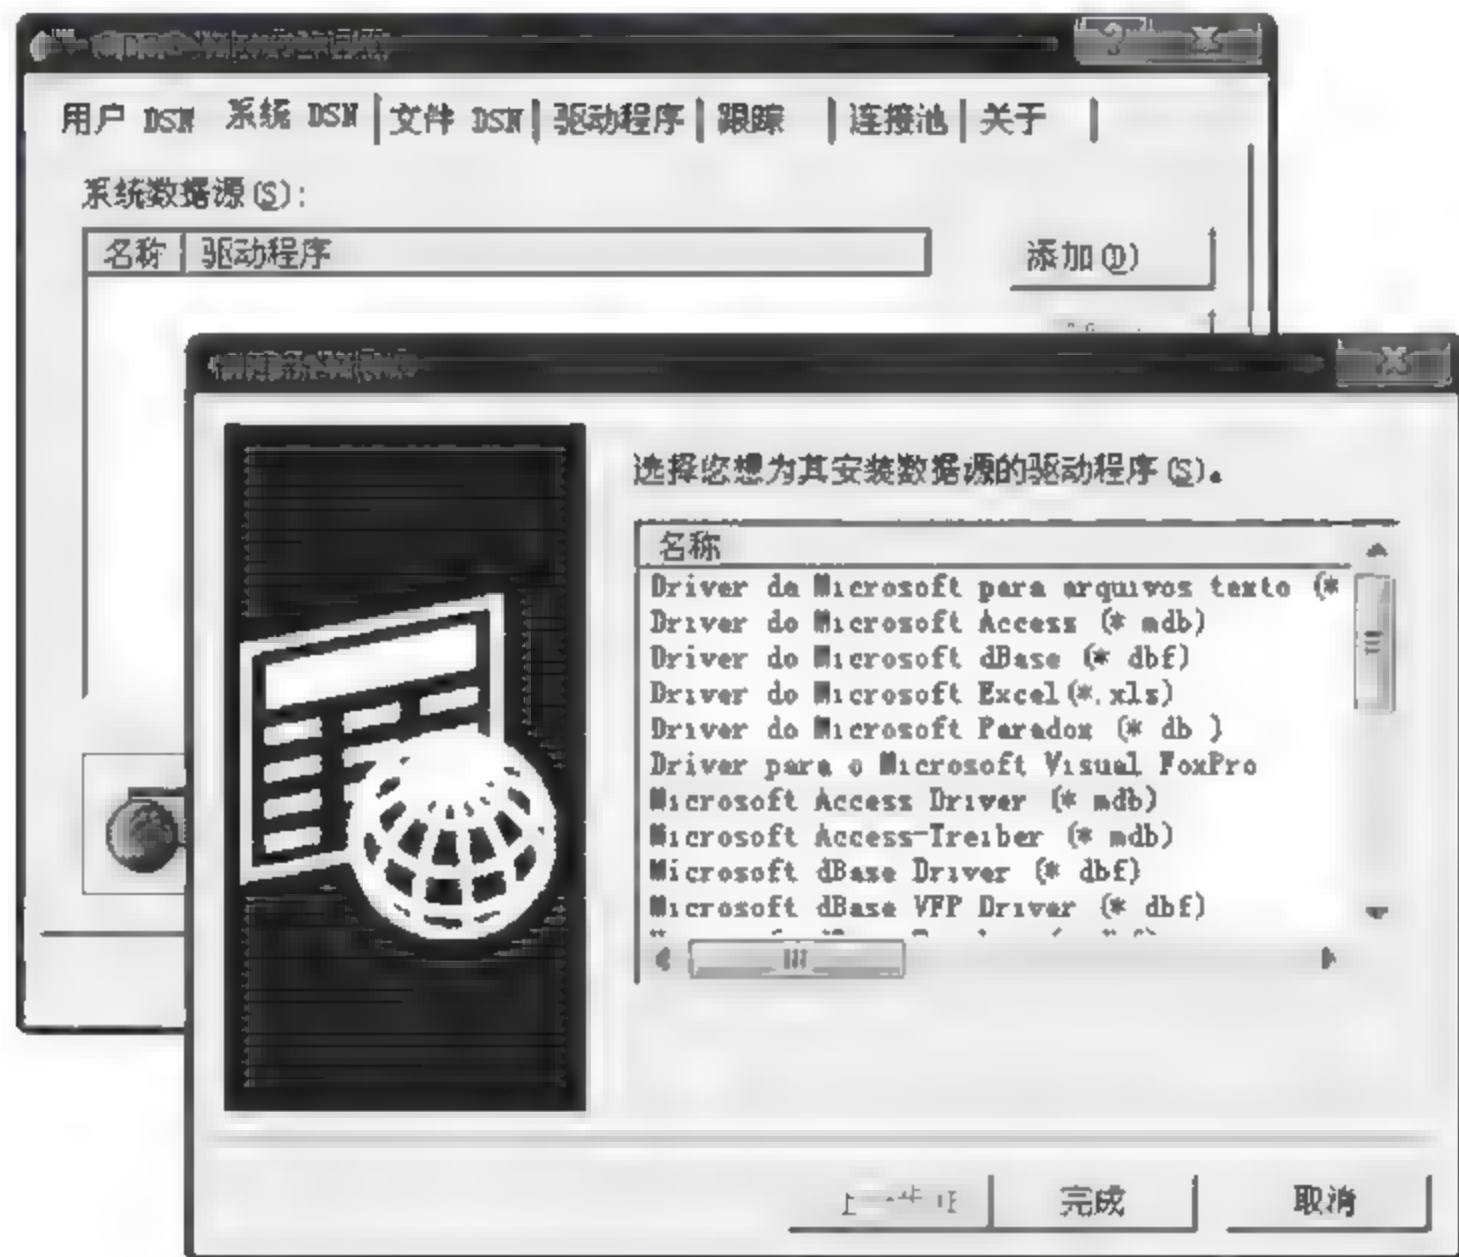 用户 DSN 系统 DSN 文件 DSN 驱动程序 跟踪 连接池 关于
系统数据源(S):
名称 驱动程序
添加(D)
选择您想为其安装数据源的驱动程序(S)。
名称
Driver da Microsoft para arquivos texto (*
Driver do Microsoft Access (* mdb)
Driver do Microsoft dBase (* dbf)
Driver do Microsoft Excel(*.xls)
Driver do Microsoft Paradox (* db )
Driver para o Microsoft Visual FoxPro
Microsoft Access Driver (* mdb)
Microsoft Access-Treiber (* mdb)
Microsoft dBase Driver (* dbf)
Microsoft dBase VFP Driver (* dbf)
完成 取消